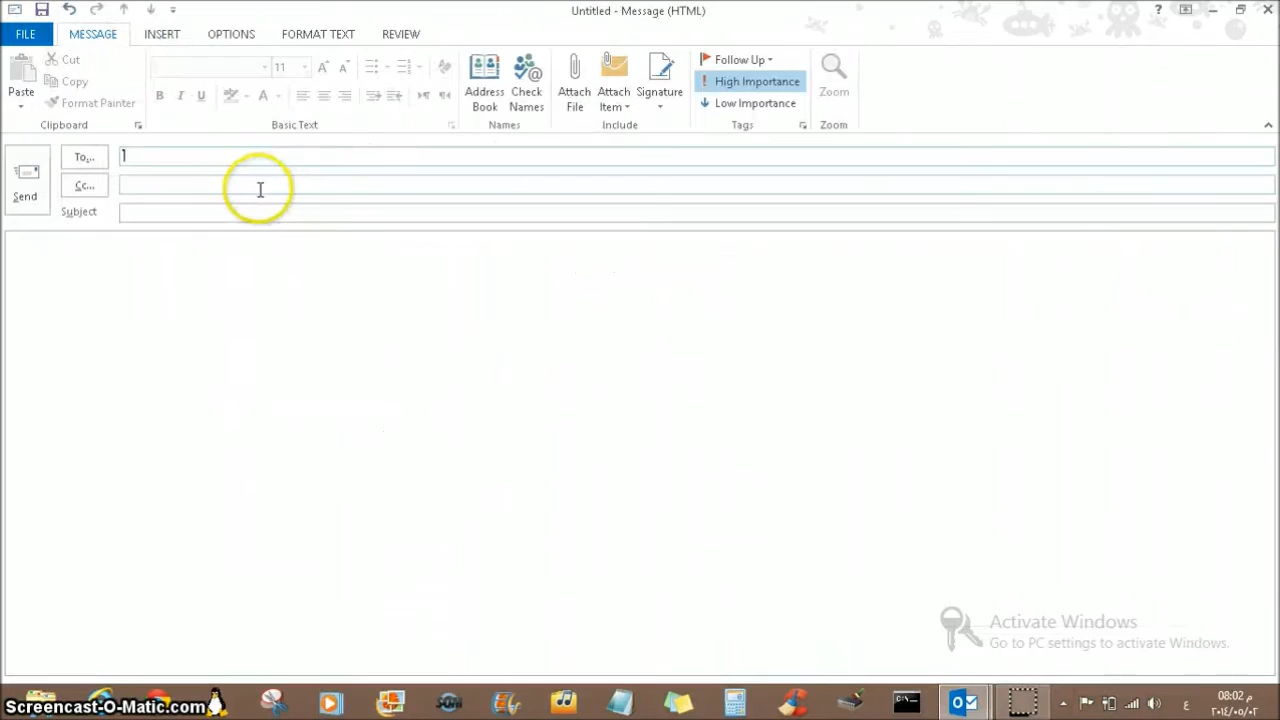 Untitled - Message (HTML)
?
FILE
MESSAGE
INSERT
OPTIONS
FORMAT TEXT
REVIEW
Paste
Cut
Copy
Format Painter
Clipboard
11
B I U
A
Basic Text
Address Book
Check Names
Names
Attach File
Attach Item
Signature
Include
Follow Up
High Importance
Low Importance
Tags
Zoom
Zoom
Send
To...
Cc...
Subject
Activate Windows
Go to PC settings to activate Windows.
Screencast-O-Matic.com
ع
08:02 م
٢٠١٤/٠٥/٠٢